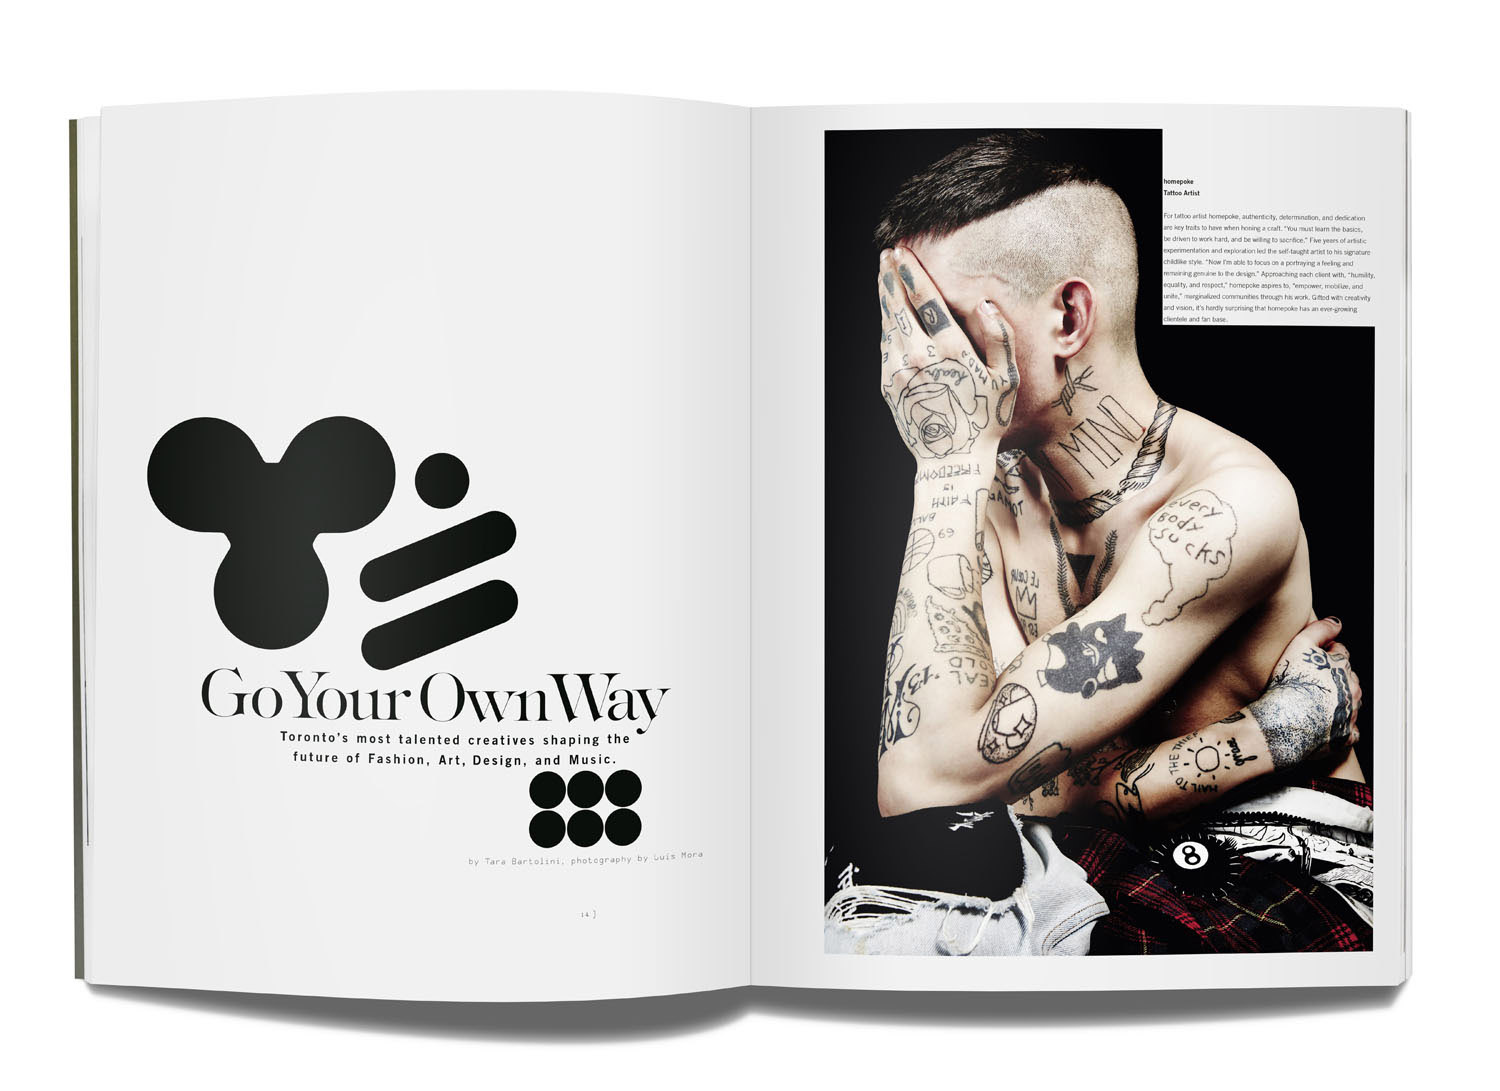 Go Your Own Way
Toronto's most talented creatives shaping the
future of Fashion, Art, Design, and Music.
by Tara Bartolini, photography by Luis Mora
14 ]
homepoke
Tattoo Artist
For tattoo artist homepoke, authenticity, determination, and dedication
are key traits to have when honing a craft. "You must learn the basics,
be driven to work hard, and be willing to sacrifice." Five years of artistic
experimentation and exploration led the self-taught artist to his signature
childlike style. "Now I'm able to focus on a portraying a feeling and
remaining genuine to the design." Approaching each client with, "humility,
equality, and respect," homepoke aspires to, "empower, mobilize, and
unite," marginalized communities through his work. Gifted with creativity
and vision, it's hardly surprising that homepoke has an ever-growing
clientele and fan base.
R
MINI
FREEDOM
IS
FAITH
69
every
BODY
SUCKS
LE CŒUR
13
HAIL TO THE THIEF
8